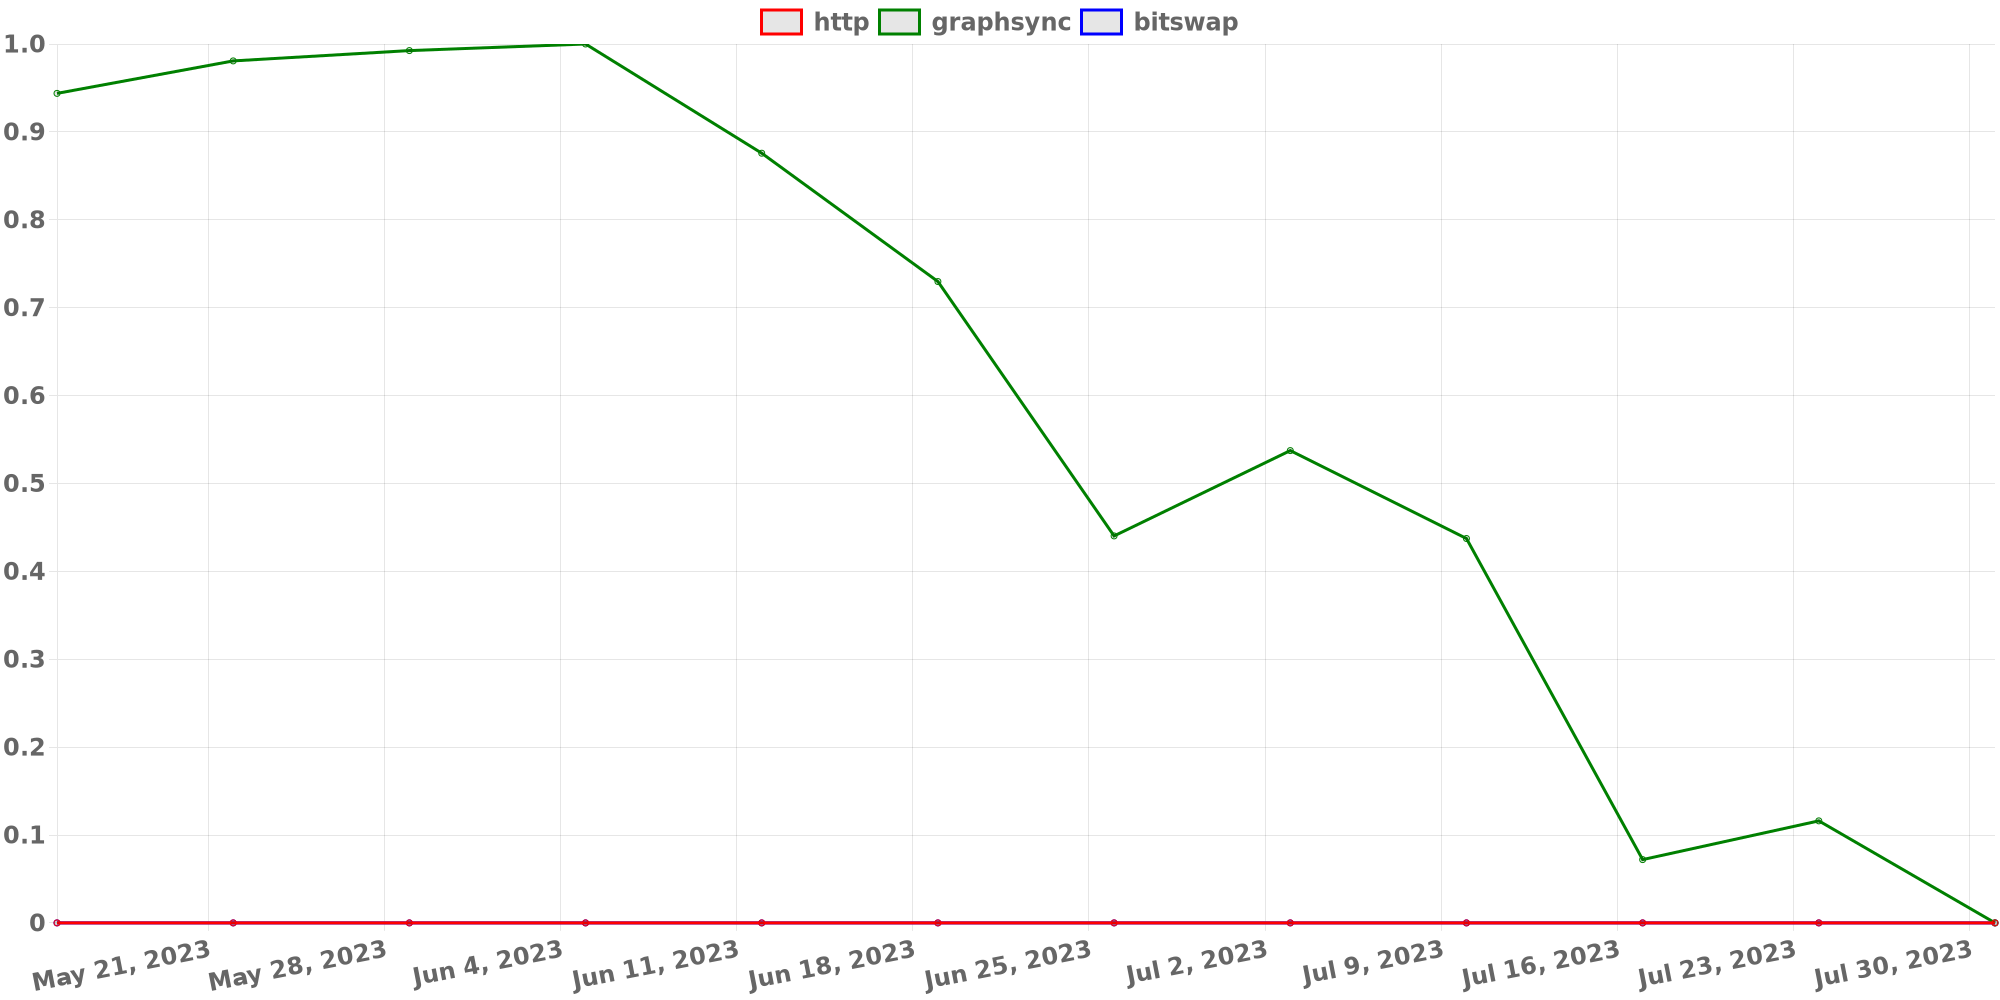 http graphsync bitswap
1.0
0.9
0.8
0.7
0.6
0.5
0.4
0.3
0.2
0.1
0
May 21, 2023
May 28, 2023
Jun 4, 2023
Jun 11, 2023
Jun 18, 2023
Jun 25, 2023
Jul 2, 2023
Jul 9, 2023
Jul 16, 2023
Jul 23, 2023
Jul 30, 2023